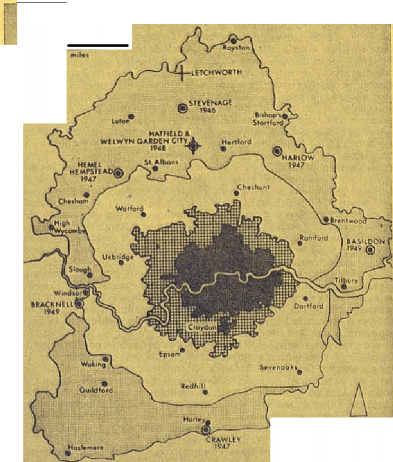 miles
Royston
LETCHWORTH
STEVENAGE
1946
Luton
Bishop's
Stortford
HATFIELD &
WELWYN GARDEN CITY
1948
Hertford
HARLOW
1947
St. Albans
HEMEL
HEMPSTEAD
1947
Chesham
Cheshunt
Watford
High
Wycombe
Brentwood
Romford
BASILDON
1949
Uxbridge
Slough
Tilbury
Windsor
BRACKNELL
1949
Dartford
Croydon
Epsom
Woking
Sevenoaks
Guildford
Redhill
Horley
CRAWLEY
1947
Haslemere